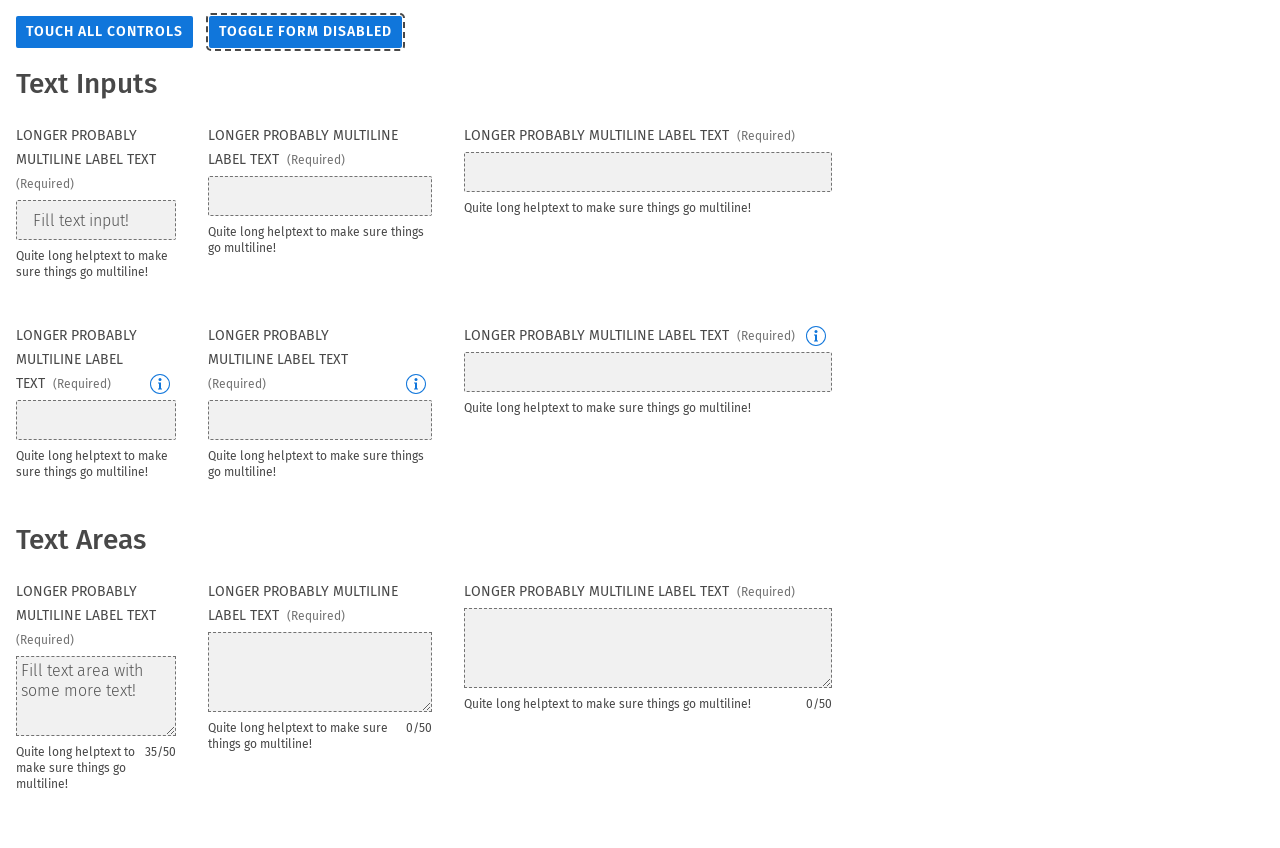 TOUCH ALL CONTROLS
TOGGLE FORM DISABLED
Text Inputs
LONGER PROBABLY
MULTILINE LABEL TEXT
(Required)
Fill text input!
Quite long helptext to make
sure things go multiline!
LONGER PROBABLY MULTILINE
LABEL TEXT (Required)
Quite long helptext to make sure things
go multiline!
LONGER PROBABLY MULTILINE LABEL TEXT (Required)
Quite long helptext to make sure things go multiline!
LONGER PROBABLY
MULTILINE LABEL
TEXT (Required)
Quite long helptext to make
sure things go multiline!
LONGER PROBABLY
MULTILINE LABEL TEXT
(Required)
Quite long helptext to make sure things
go multiline!
LONGER PROBABLY MULTILINE LABEL TEXT (Required)
Quite long helptext to make sure things go multiline!
Text Areas
LONGER PROBABLY
MULTILINE LABEL TEXT
(Required)
Fill text area with
some more text!
Quite long helptext to 35/50
make sure things go
multiline!
LONGER PROBABLY MULTILINE
LABEL TEXT (Required)
Quite long helptext to make sure 0/50
things go multiline!
LONGER PROBABLY MULTILINE LABEL TEXT (Required)
Quite long helptext to make sure things go multiline! 0/50